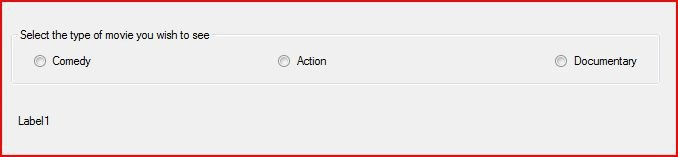 Select the type of movie you wish to see
Comedy Action Documentary
Label1